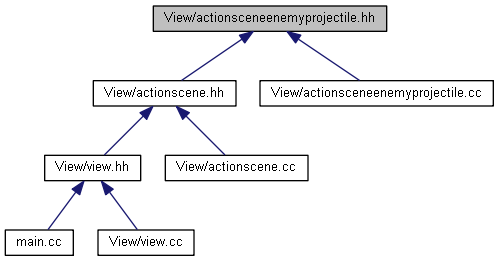 View/actionsceneenemyprojectile.hh
View/actionscene.hh
View/actionsceneenemyprojectile.cc
View/view.hh
View/actionscene.cc
main.cc
View/view.cc